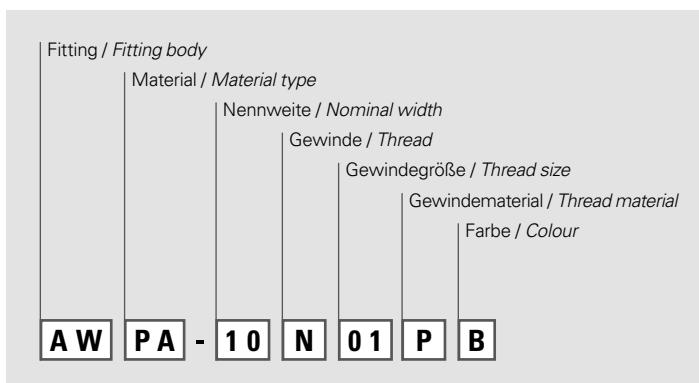 Fitting / Fitting body
Material / Material type
Nennweite / Nominal width
Gewinde / Thread
Gewindegröße / Thread size
Gewindematerial / Thread material
Farbe / Colour
AW PA - 10 N 01 P B